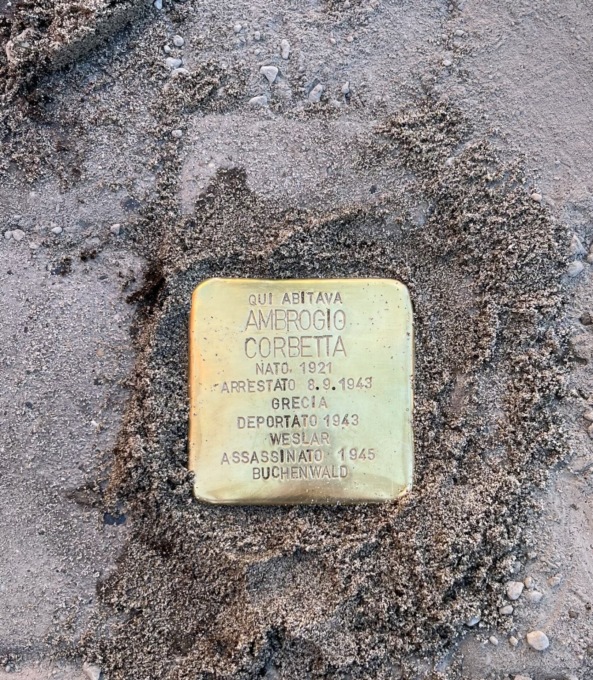 QUI ABITAVA
AMBROGIO
CORBETTA
NATO 1921
ARRESTATO 8.9.1943
GRECIA
DEPORTATO 1943
WESLAR
ASSASSINATO 1945
BUCHENWALD